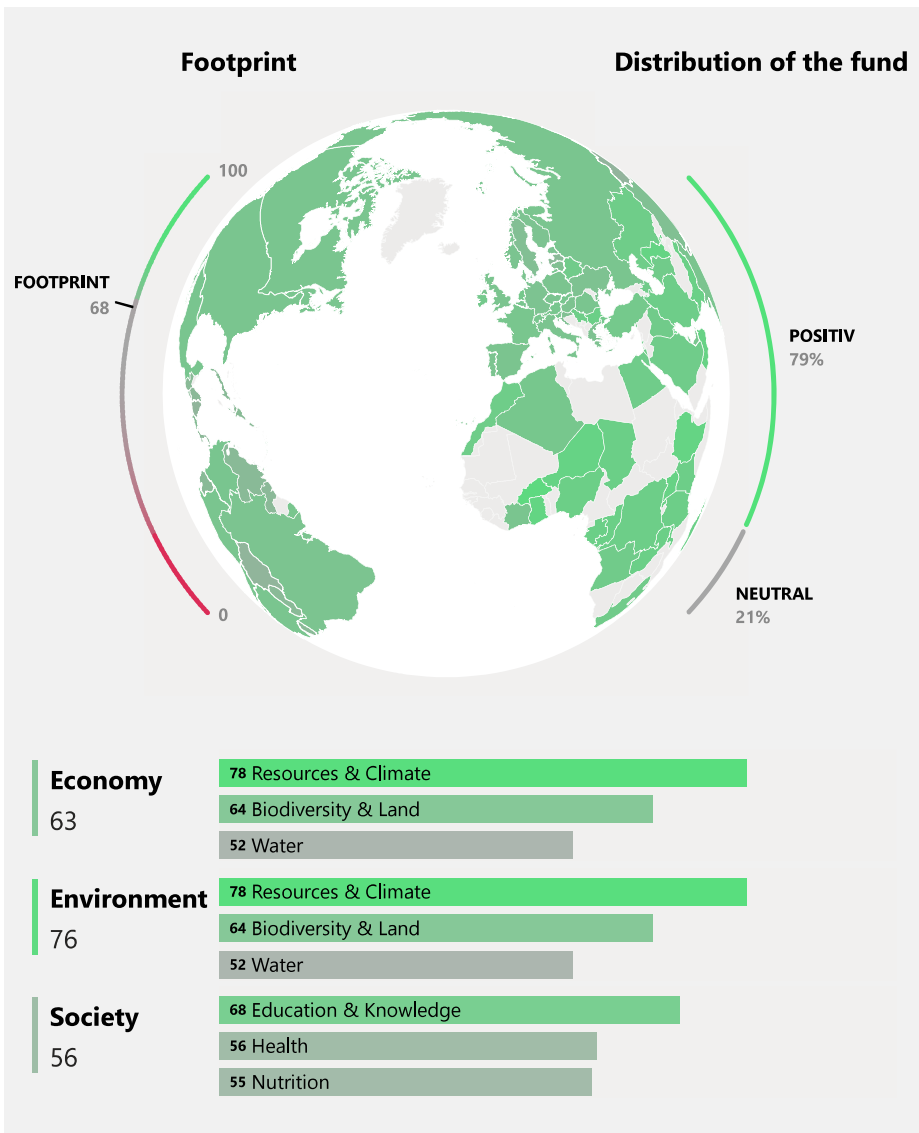 Footprint
Distribution of the fund
100
FOOTPRINT
68
0
POSITIV
79%
NEUTRAL
21%
Economy
63
78 Resources & Climate
64 Biodiversity & Land
52 Water
Environment
76
78 Resources & Climate
64 Biodiversity & Land
52 Water
Society
56
68 Education & Knowledge
56 Health
55 Nutrition